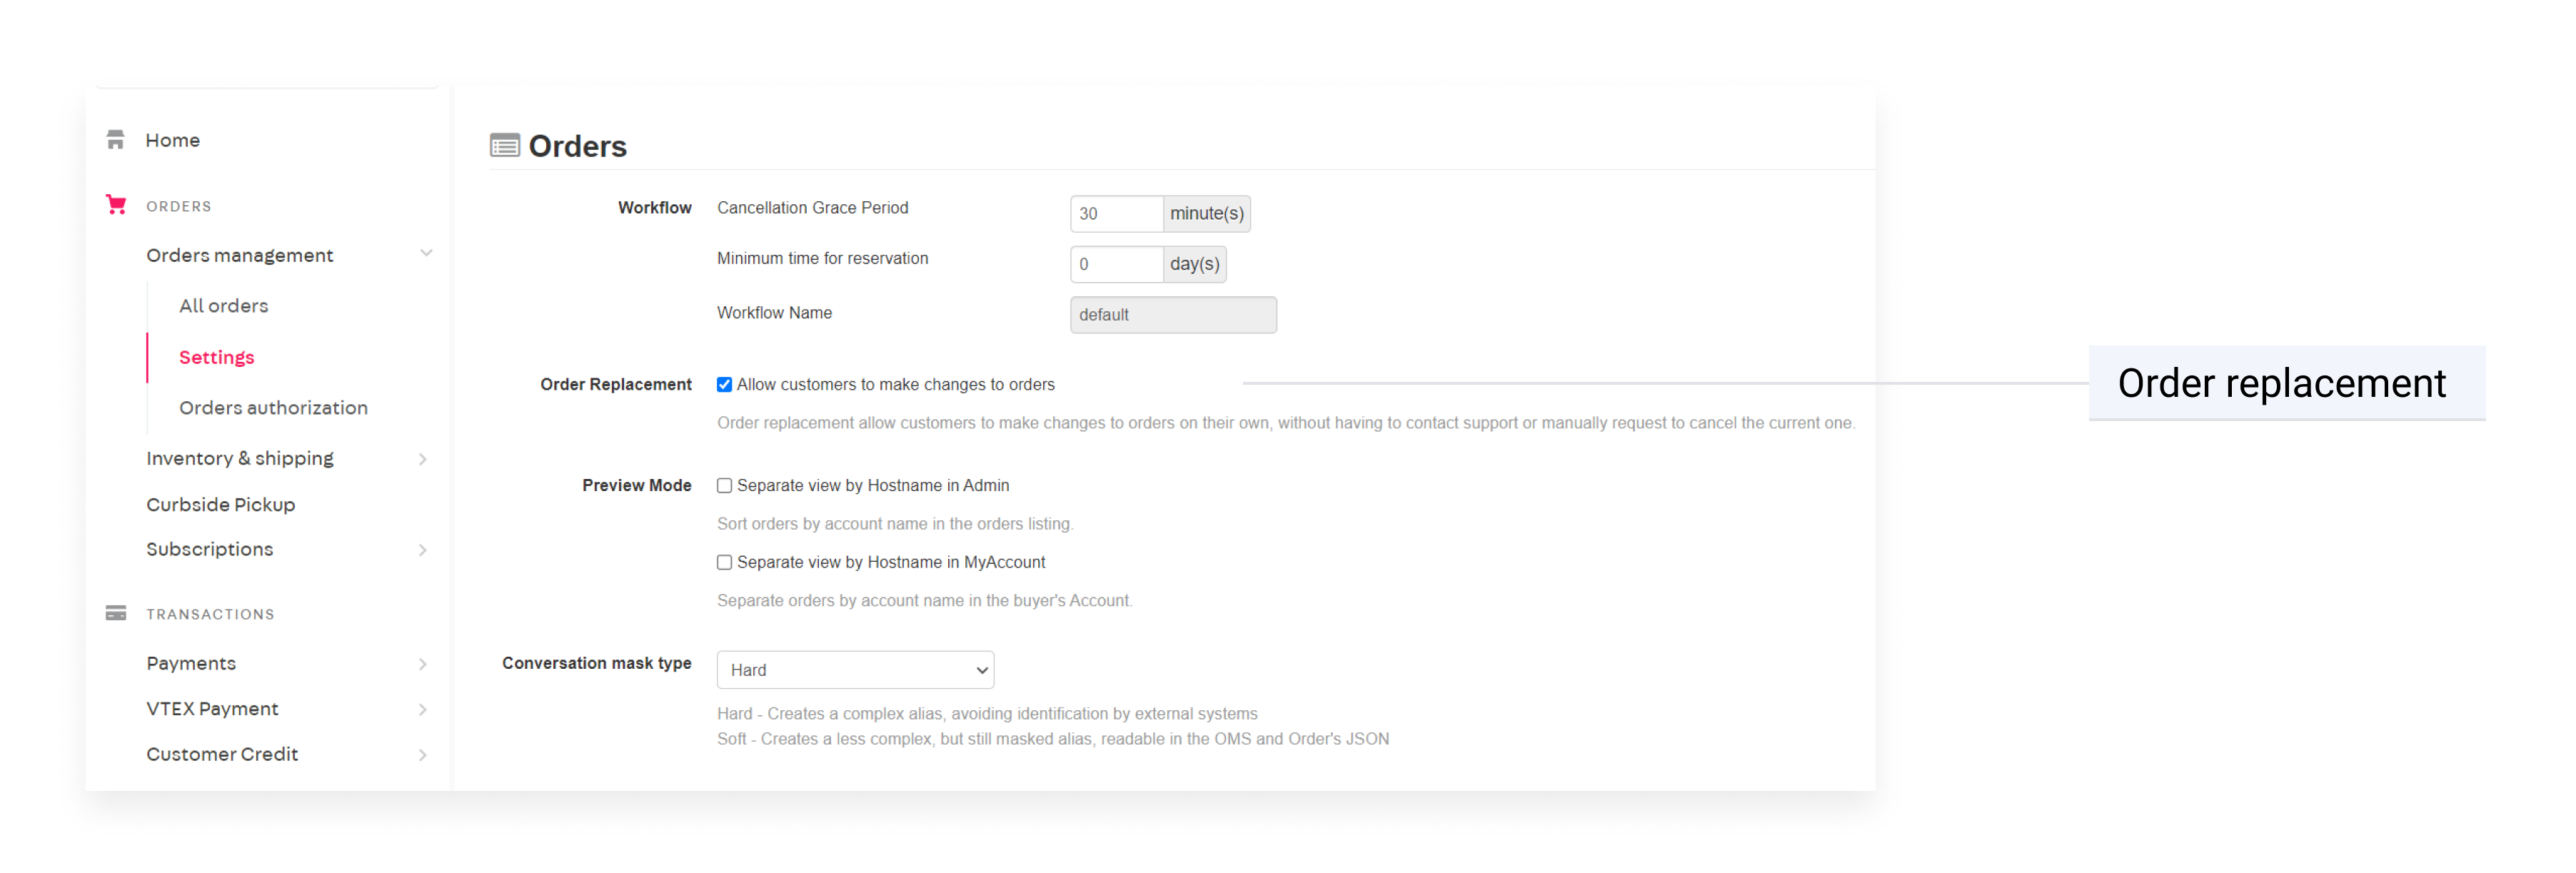 Home
ORDERS
Orders management
All orders
Settings
Orders authorization
Inventory & shipping
Curbside Pickup
Subscriptions
TRANSACTIONS
Payments
VTEX Payment
Customer Credit
Orders
Workflow Cancellation Grace Period 30 minute(s)
Minimum time for reservation 0 day(s)
Workflow Name default
Order Replacement Allow customers to make changes to orders
Order replacement allow customers to make changes to orders on their own, without having to contact support or manually request to cancel the current one.
Preview Mode Separate view by Hostname in Admin
Sort orders by account name in the orders listing.
Separate view by Hostname in MyAccount
Separate orders by account name in the buyer's Account.
Conversation mask type Hard
Hard - Creates a complex alias, avoiding identification by external systems
Soft - Creates a less complex, but still masked alias, readable in the OMS and Order's JSON
Order replacement